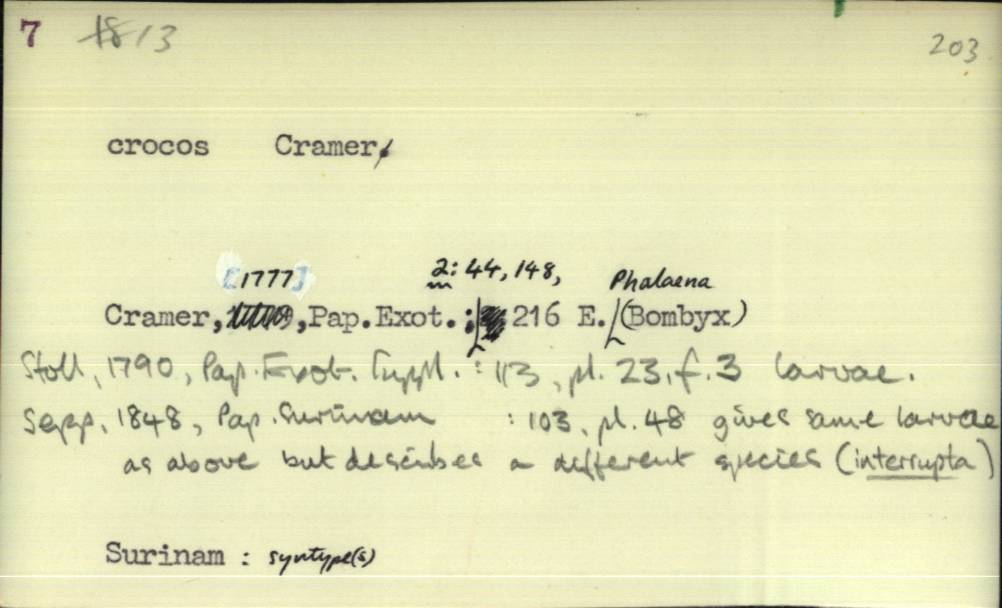 7 1813 203
crocos Cramer,
[1777] 2:44,148, Phalaena
Cramer, ,Pap.Exot.: 216 E. (Bombyx)
Stoll, 1790, Pap. Exot. Suppl. : 113, pl. 23. f. 3 larvae.
Sepp, 1848, Pap. Surinam : 103, pl. 48 gives same larvae
as above but describes a different species (interrupta)
Surinam : syntype(s)